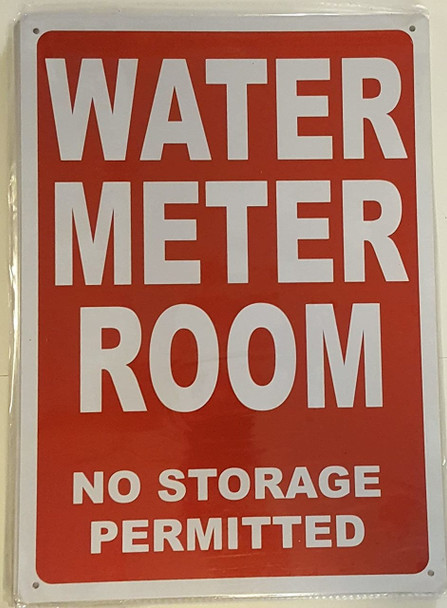 WATER
METER
ROOM
NO STORAGE
PERMITTED